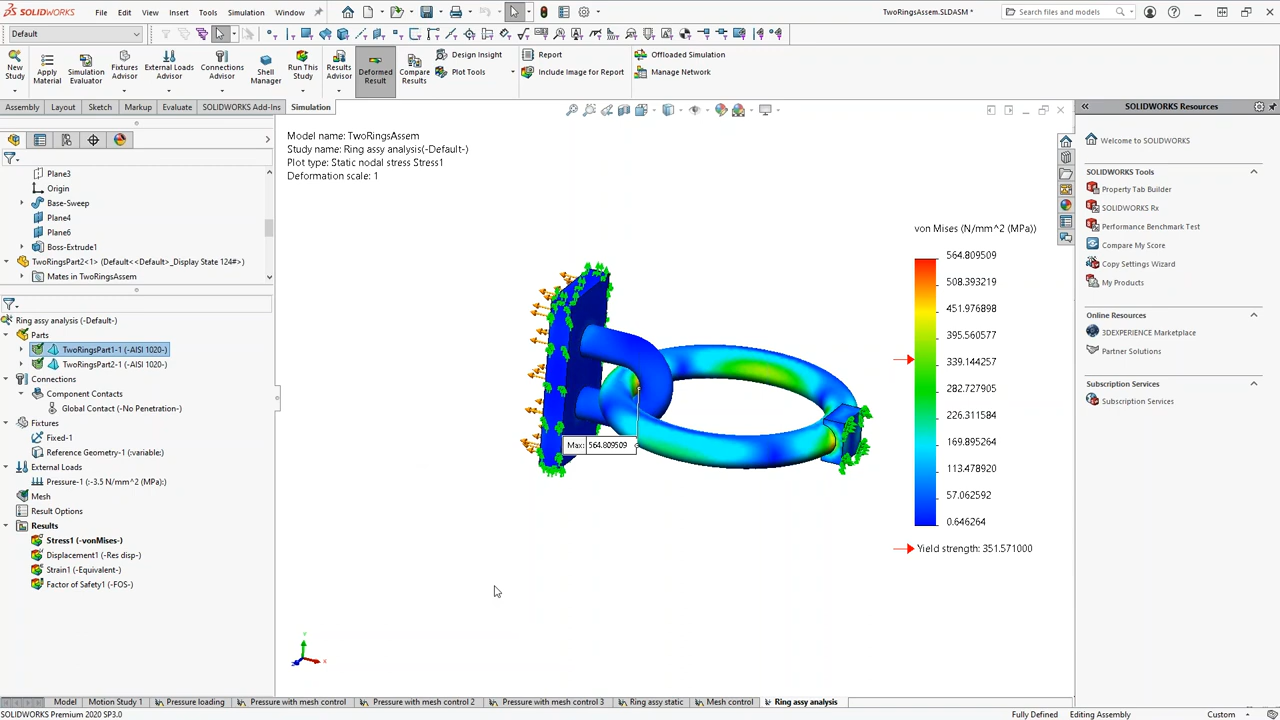 SOLIDWORKS
File
Edit
View
Insert
Tools
Simulation
Window
TwoRingsAssem.SLDASM *
Search files and models
Default
New Study
Apply Material
Simulation Evaluator
Fixtures Advisor
External Loads Advisor
Connections Advisor
Shell Manager
Run This Study
Results Advisor
Deformed Result
Compare Results
Design Insight
Plot Tools
Report
Include Image for Report
Offloaded Simulation
Manage Network
Assembly
Layout
Sketch
Markup
Evaluate
SOLIDWORKS Add-Ins
Simulation
Plane3
Origin
Base-Sweep
Plane4
Plane6
Boss-Extrude1
TwoRingsPart2<1> (Default<<Default>_Display State 124#>)
Mates in TwoRingsAssem
Ring assy analysis (-Default-)
Parts
TwoRingsPart1-1 (-AISI 1020-)
TwoRingsPart2-1 (-AISI 1020-)
Connections
Component Contacts
Global Contact (-No Penetration-)
Fixtures
Fixed-1
Reference Geometry-1 (:variable:)
External Loads
Pressure-1 (:-3.5 N/mm^2 (MPa):)
Mesh
Result Options
Results
Stress1 (-vonMises-)
Displacement1 (-Res disp-)
Strain1 (-Equivalent-)
Factor of Safety1 (-FOS-)
Model name: TwoRingsAssem
Study name: Ring assy analysis(-Default-)
Plot type: Static nodal stress Stress1
Deformation scale: 1
Max: 564.809509
von Mises (N/mm^2 (MPa))
564.809509
508.393219
451.976898
395.560577
339.144257
282.727905
226.311584
169.895254
113.478920
57.062592
0.646264
Yield strength: 351.571000
SOLIDWORKS Resources
Welcome to SOLIDWORKS
SOLIDWORKS Tools
Property Tab Builder
SOLIDWORKS Rx
Performance Benchmark Test
Compare My Score
Copy Settings Wizard
My Products
Online Resources
3DEXPERIENCE Marketplace
Partner Solutions
Subscription Services
Subscription Services
Model
Motion Study 1
Pressure loading
Pressure with mesh control
Pressure with mesh control 2
Pressure with mesh control 3
Ring assy static
Mesh control
Ring assy analysis
SOLIDWORKS Premium 2020 SP3.0
Fully Defined
Editing Assembly
Custom